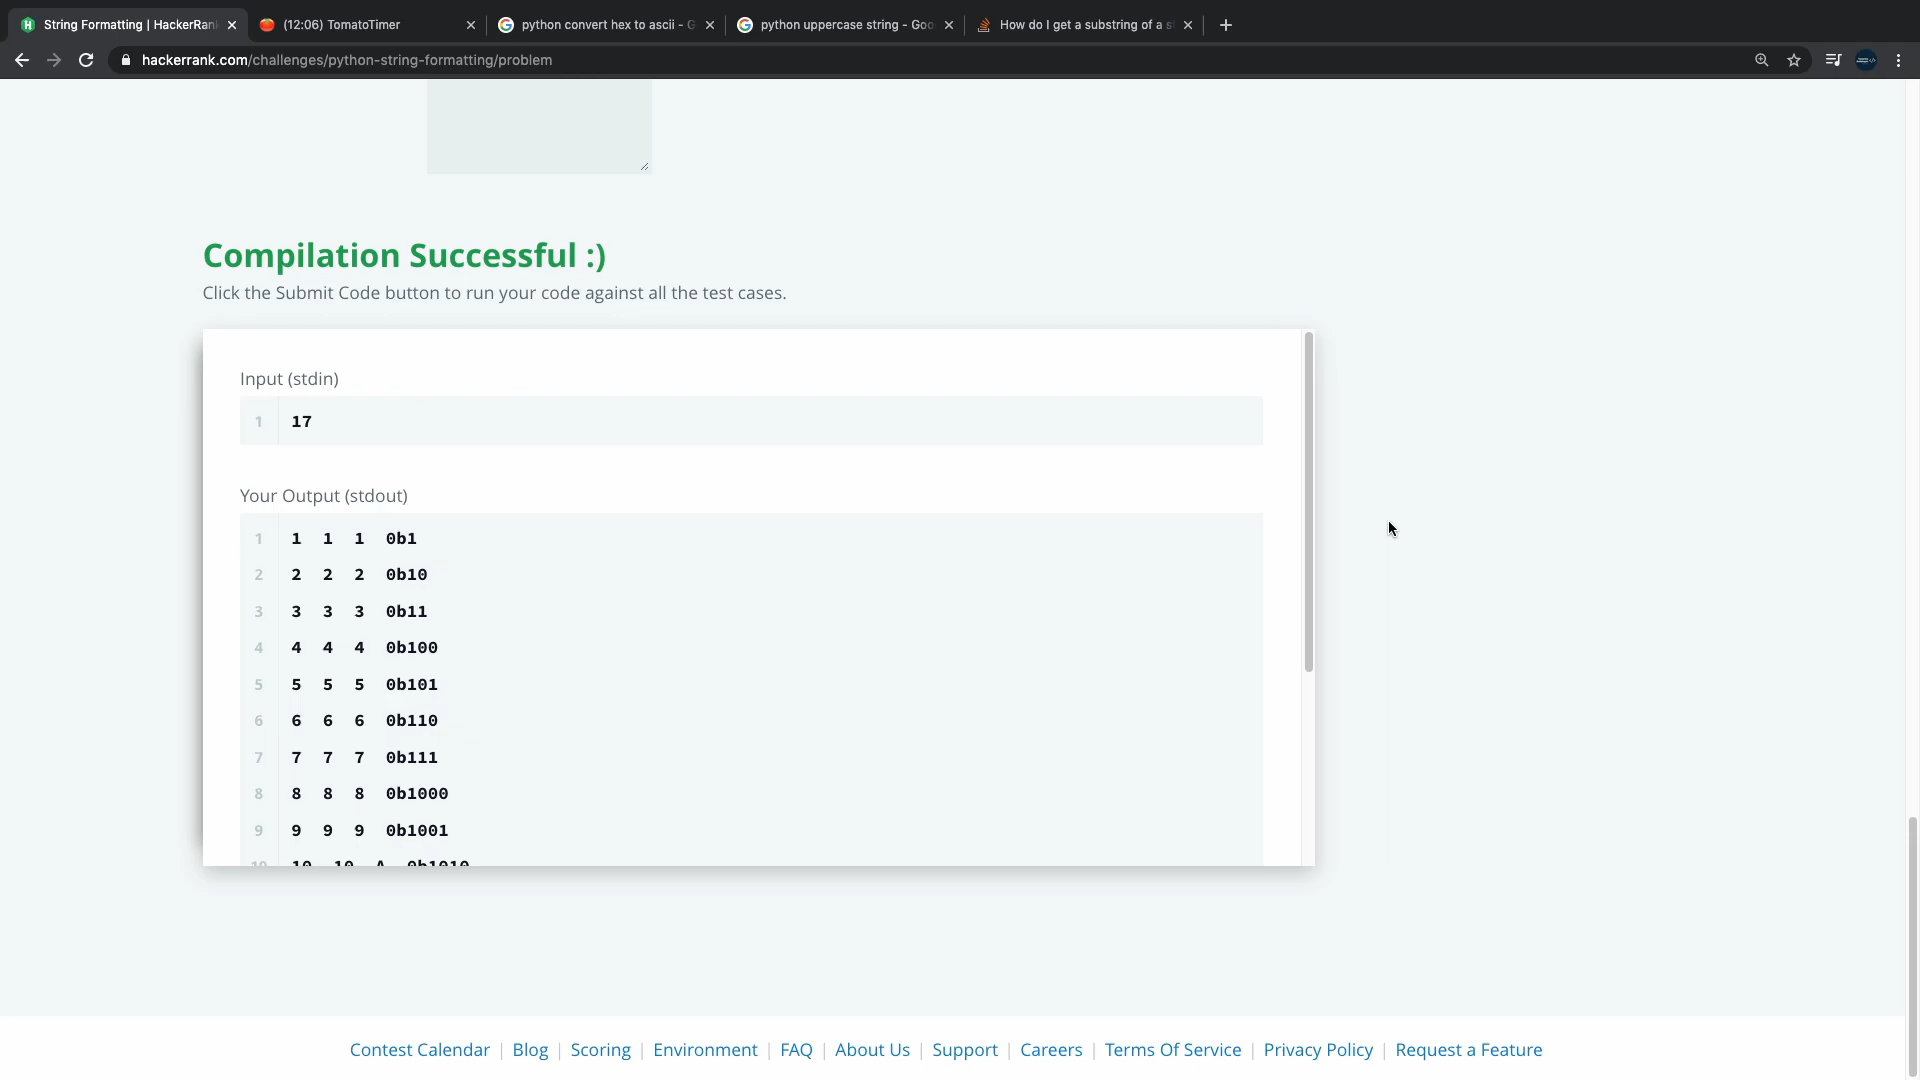 String Formatting | HackerRank
(12:06) TomatoTimer
python convert hex to ascii - G
python uppercase string - Goo
How do I get a substring of a s
hackerrank.com/challenges/python-string-formatting/problem
Compilation Successful :)
Click the Submit Code button to run your code against all the test cases.
Input (stdin)
1 17
Your Output (stdout)
1 1 1 1 0b1
2 2 2 2 0b10
3 3 3 3 0b11
4 4 4 4 0b100
5 5 5 5 0b101
6 6 6 6 0b110
7 7 7 7 0b111
8 8 8 8 0b1000
9 9 9 9 0b1001
10 10 10 A 0b1010
Contest Calendar | Blog | Scoring | Environment | FAQ | About Us | Support | Careers | Terms Of Service | Privacy Policy | Request a Feature